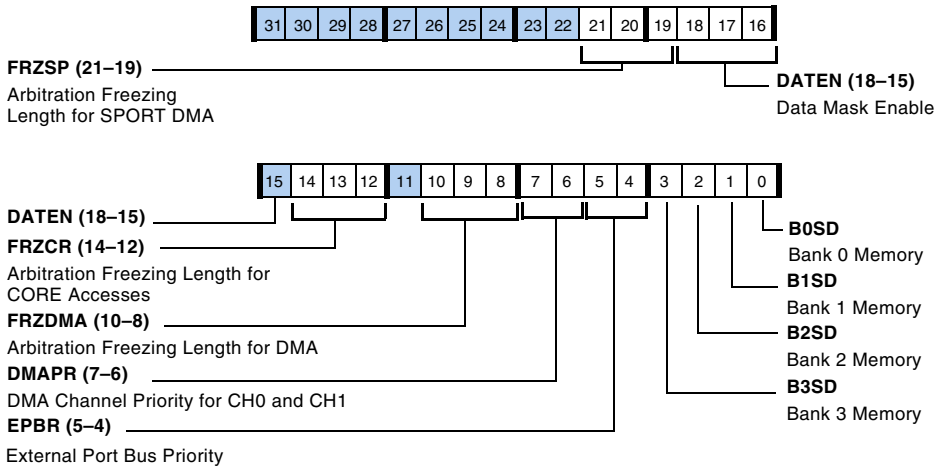 31 30 29 28 27 26 25 24 23 22 21 20 19 18 17 16
FRZSP (21–19)
Arbitration Freezing
Length for SPORT DMA
DATEN (18–15)
Data Mask Enable
15 14 13 12 11 10 9 8 7 6 5 4 3 2 1 0
DATEN (18–15)
FRZCR (14–12)
Arbitration Freezing Length for
CORE Accesses
FRZDMA (10–8)
Arbitration Freezing Length for DMA
DMAPR (7–6)
DMA Channel Priority for CH0 and CH1
EPBR (5–4)
External Port Bus Priority
B0SD
Bank 0 Memory
B1SD
Bank 1 Memory
B2SD
Bank 2 Memory
B3SD
Bank 3 Memory